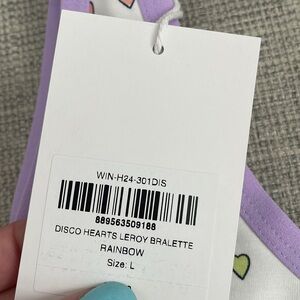 WIN-H24-301DIS
889563509188
DISCO HEARTS LEROY BRALETTE
RAINBOW
Size: L